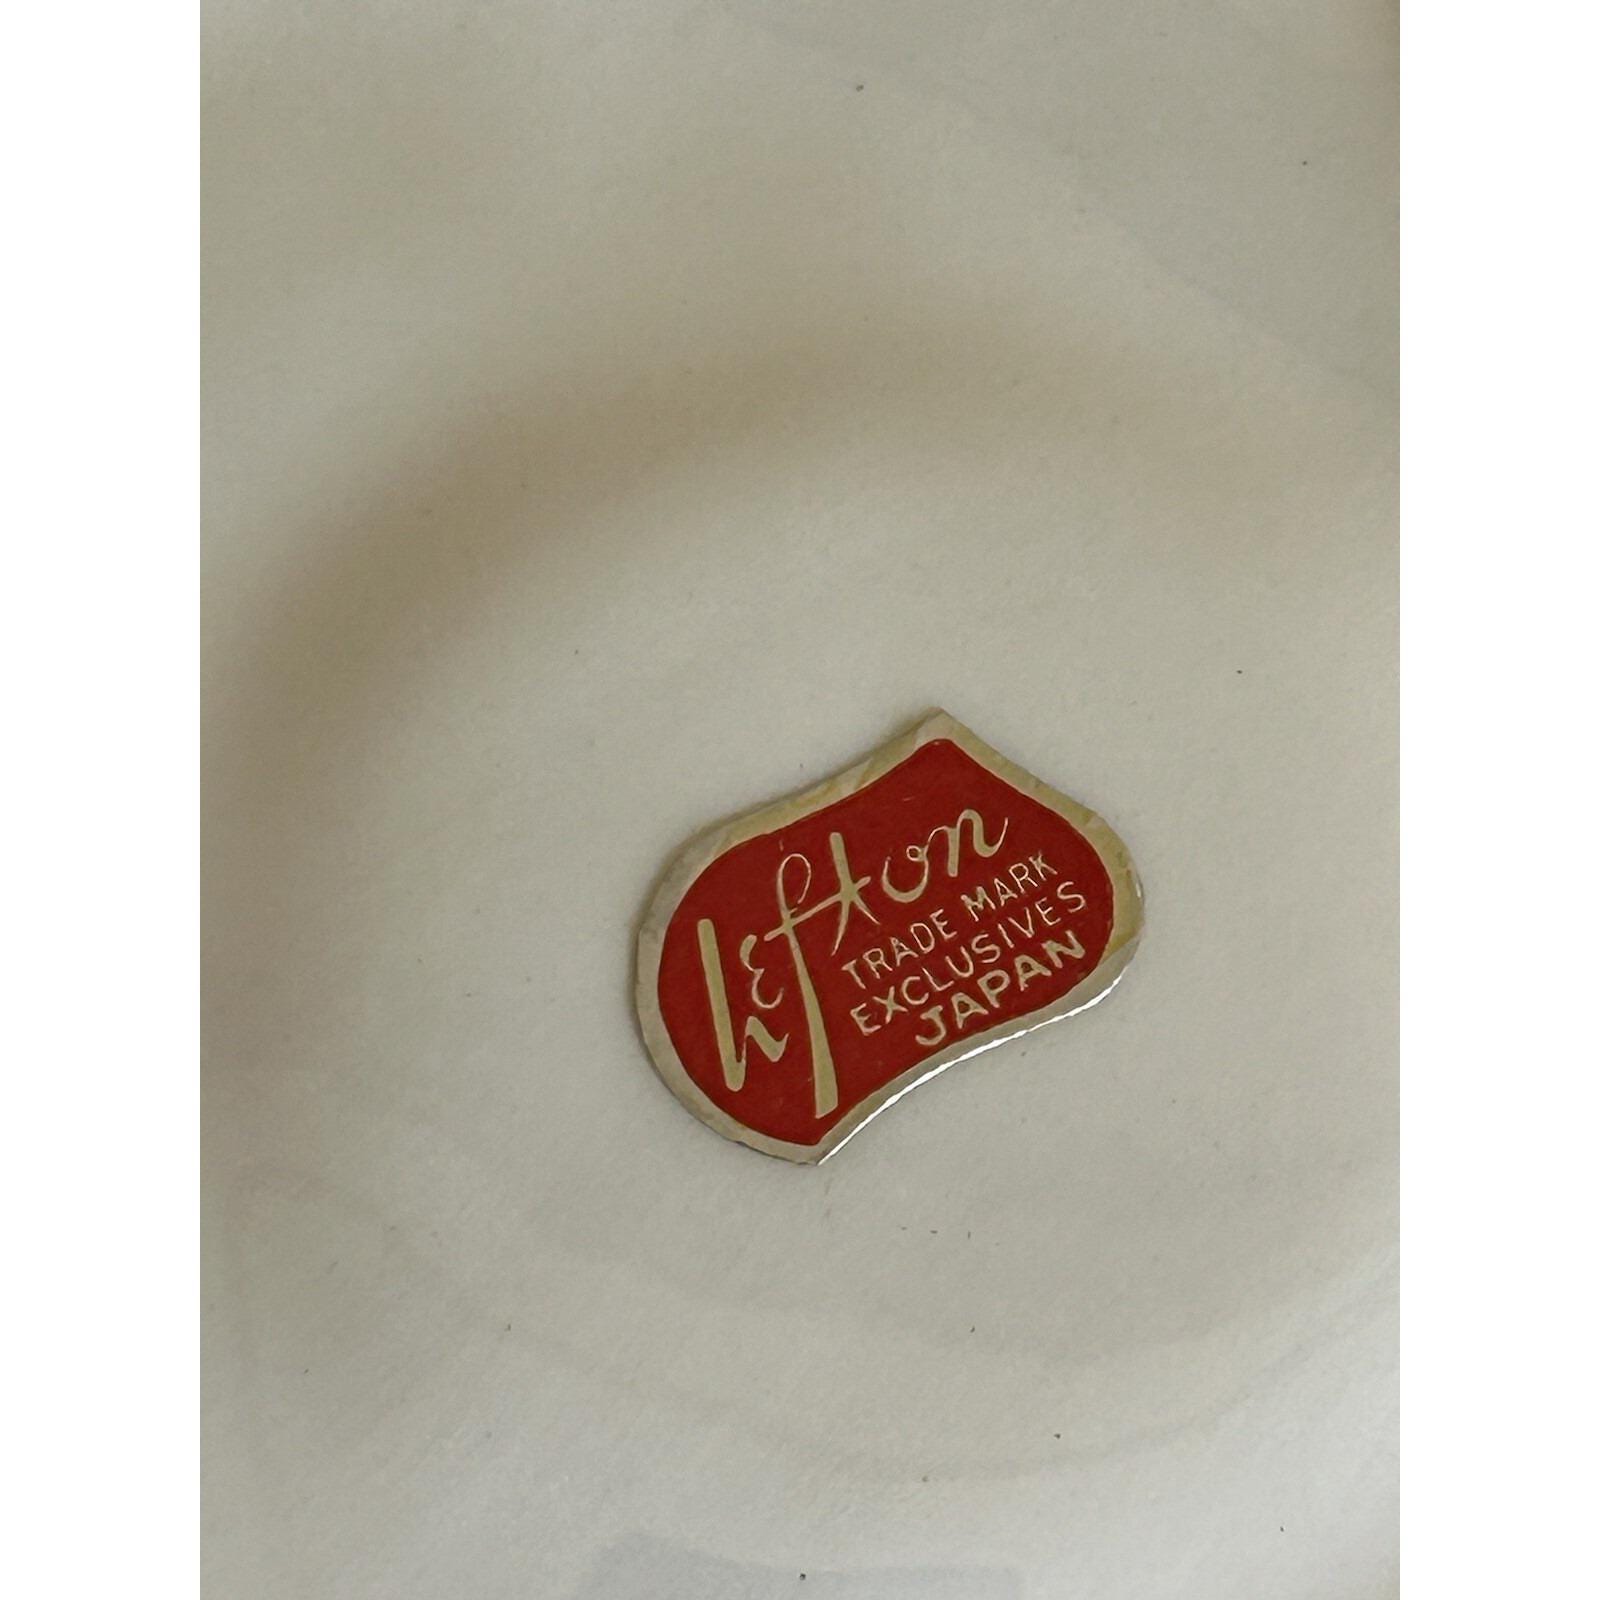 Lefton
TRADE MARK
EXCLUSIVES
JAPAN